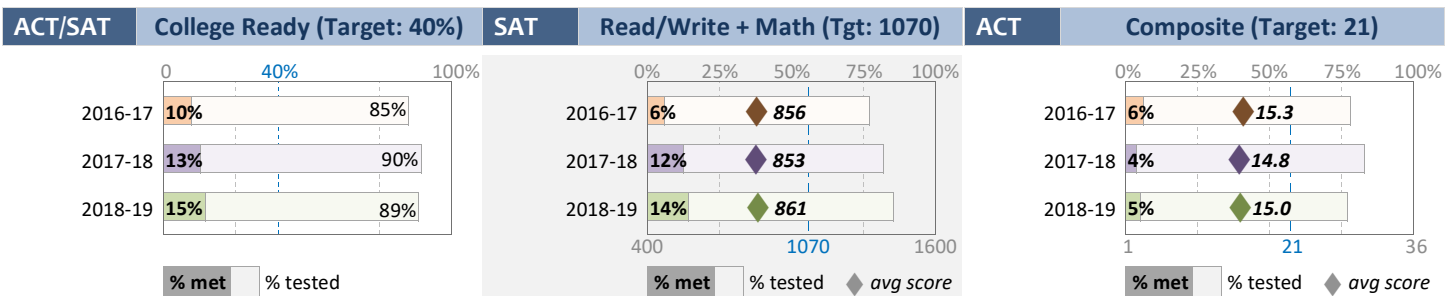 ACT/SAT College Ready (Target: 40%)
0 40% 100%
2016-17 10% 85%
2017-18 13% 90%
2018-19 15% 89%
% met % tested
SAT Read/Write + Math (Tgt: 1070)
0% 25% 50% 75% 100%
2016-17 6% 856
2017-18 12% 853
2018-19 14% 861
400 1070 1600
% met % tested avg score
ACT Composite (Target: 21)
0% 25% 50% 75% 100%
2016-17 6% 15.3
2017-18 4% 14.8
2018-19 5% 15.0
1 21 36
% met % tested avg score